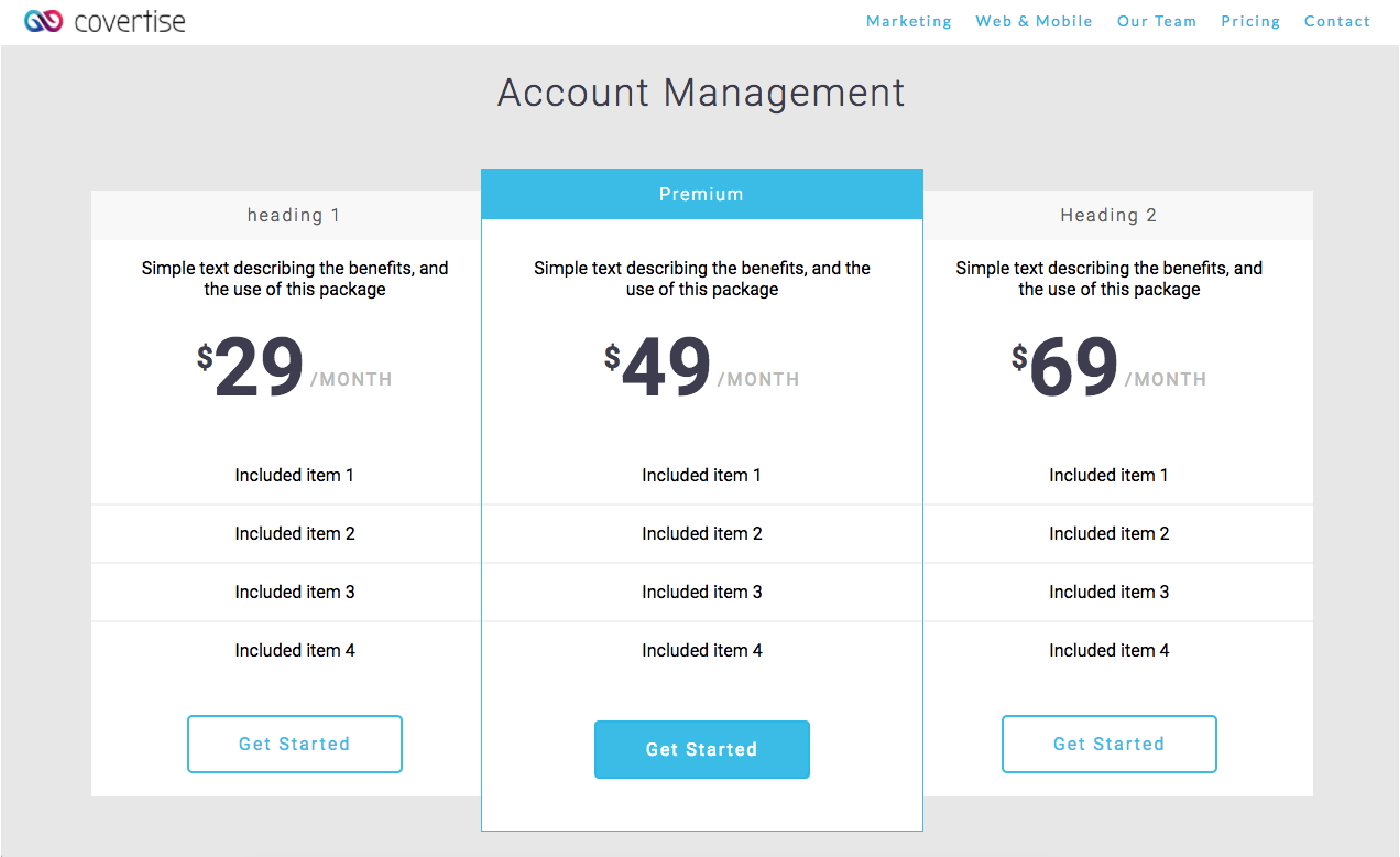 covertise
Marketing Web & Mobile Our Team Pricing Contact
Account Management
heading 1
Simple text describing the benefits, and
the use of this package
$29 /MONTH
Included item 1
Included item 2
Included item 3
Included item 4
Get Started
Premium
Simple text describing the benefits, and the
use of this package
$49 /MONTH
Included item 1
Included item 2
Included item 3
Included item 4
Get Started
Heading 2
Simple text describing the benefits, and
the use of this package
$69 /MONTH
Included item 1
Included item 2
Included item 3
Included item 4
Get Started